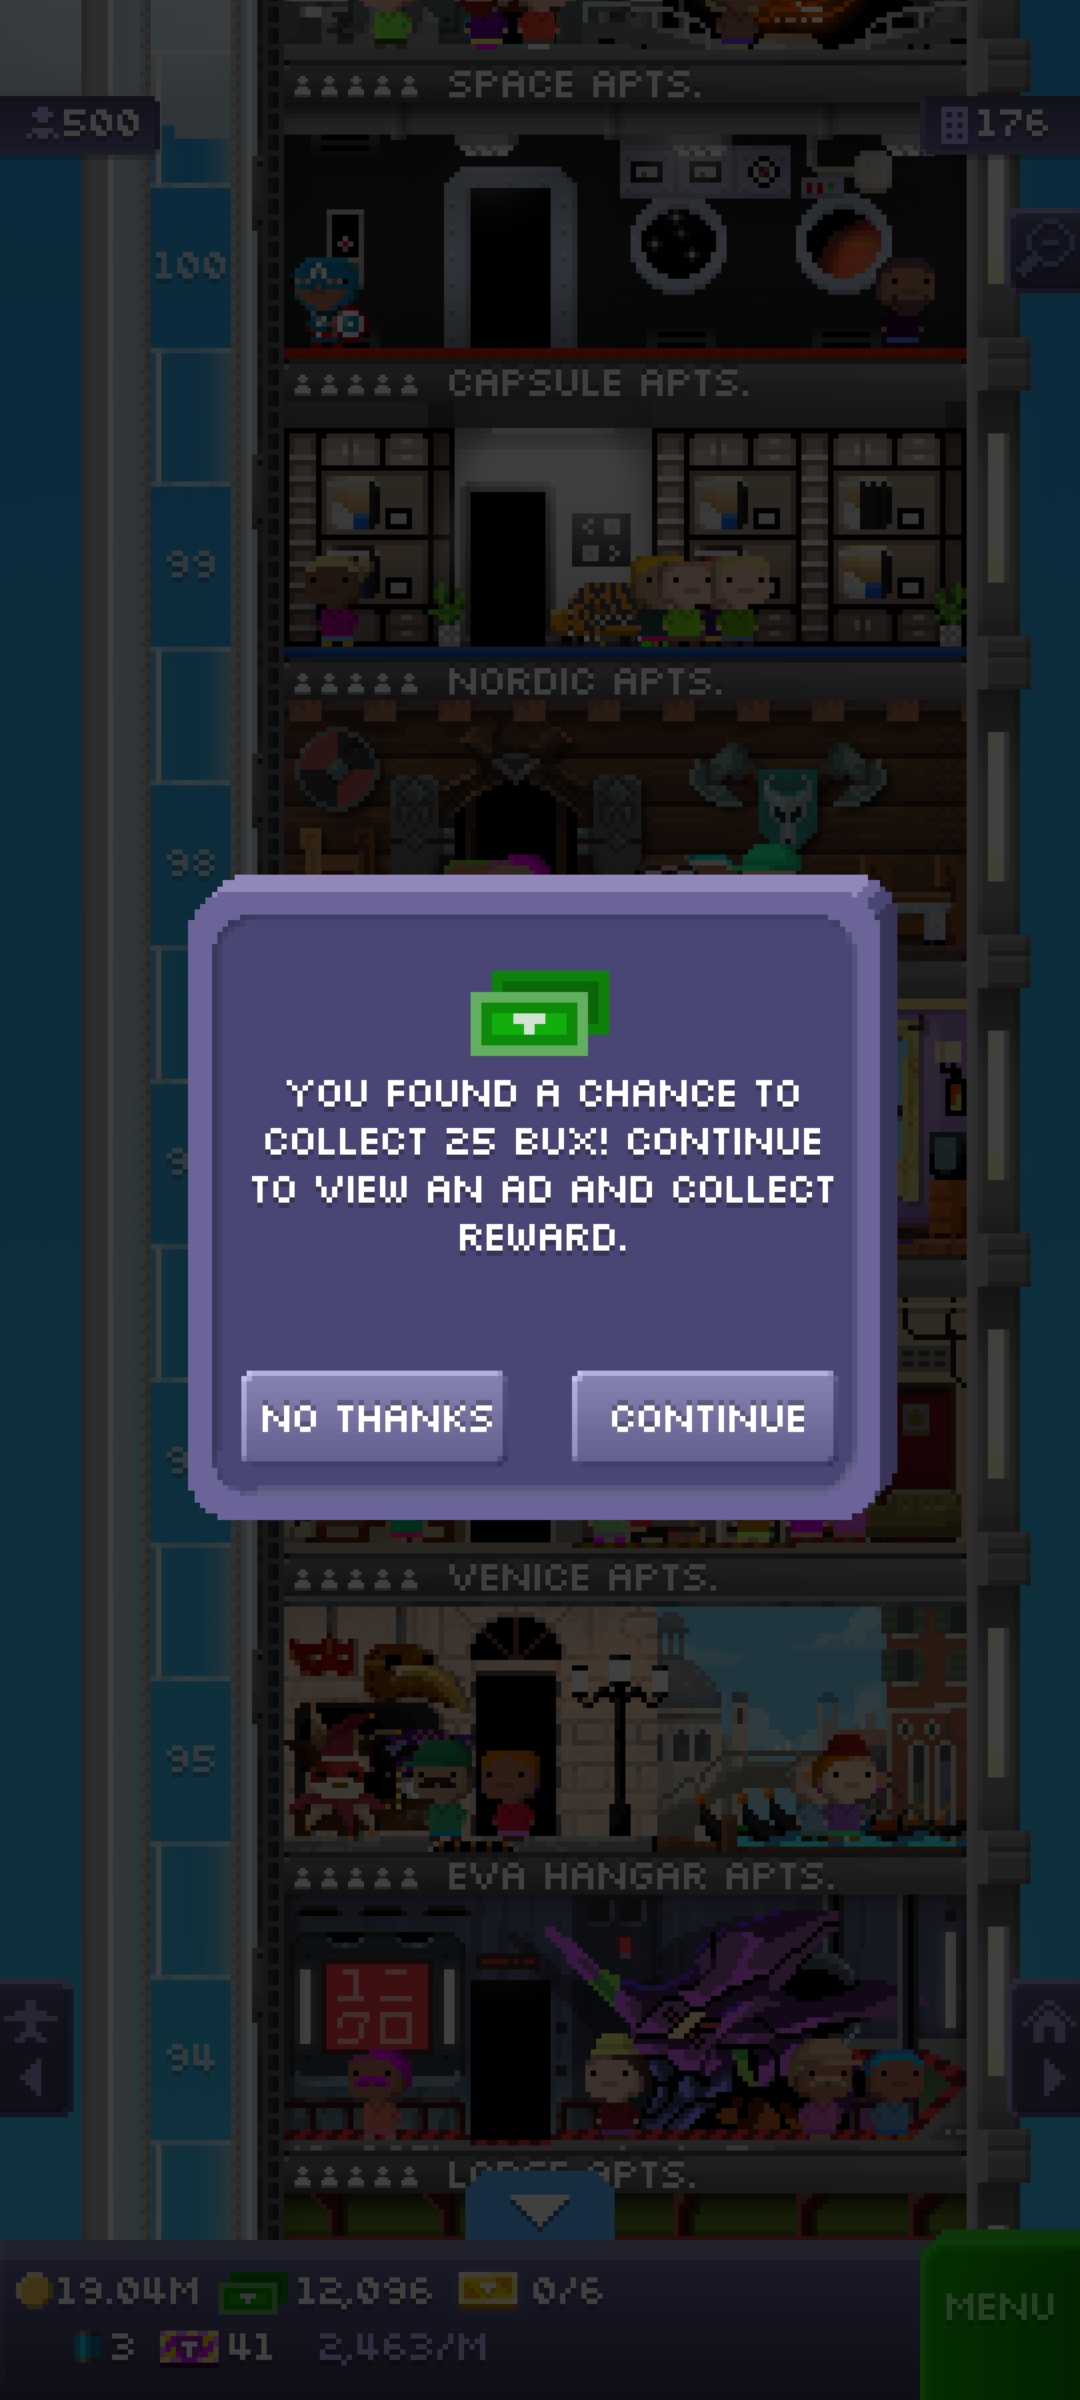 SPACE APTS.
500
176
100
CAPSULE APTS.
99
NORDIC APTS.
98
YOU FOUND A CHANCE TO
COLLECT 25 BUX! CONTINUE
TO VIEW AN AD AND COLLECT
REWARD.
NO THANKS
CONTINUE
VENICE APTS.
95
EVA HANGAR APTS.
94
APTS.
19.04M
12,096
0/6
MENU
3
41
2,463/M